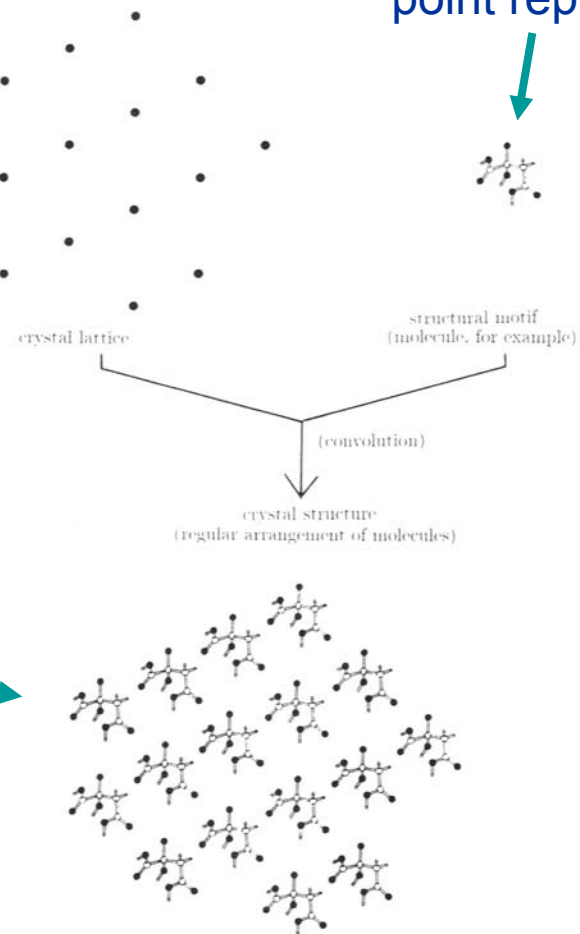 point rep
crystal lattice
structural motif
(molecule, for example)
(convolution)
crystal structure
(regular arrangement of molecules)